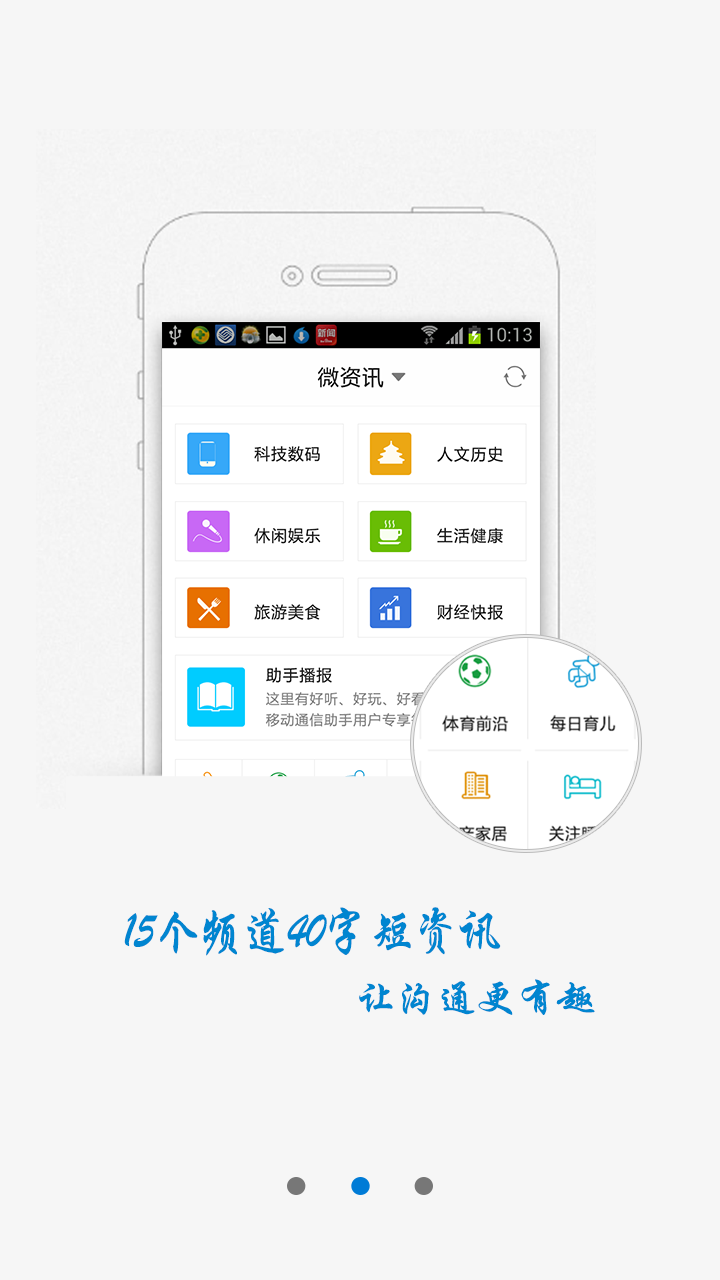 新闻
10:13
微资讯
科技数码 人文历史
休闲娱乐 生活健康
旅游美食 财经快报
助手播报
这里有好听、好玩、好看
移动通信助手用户专享
体育前沿 每日育儿
家居 关注
15个频道40字短资讯
让沟通更有趣